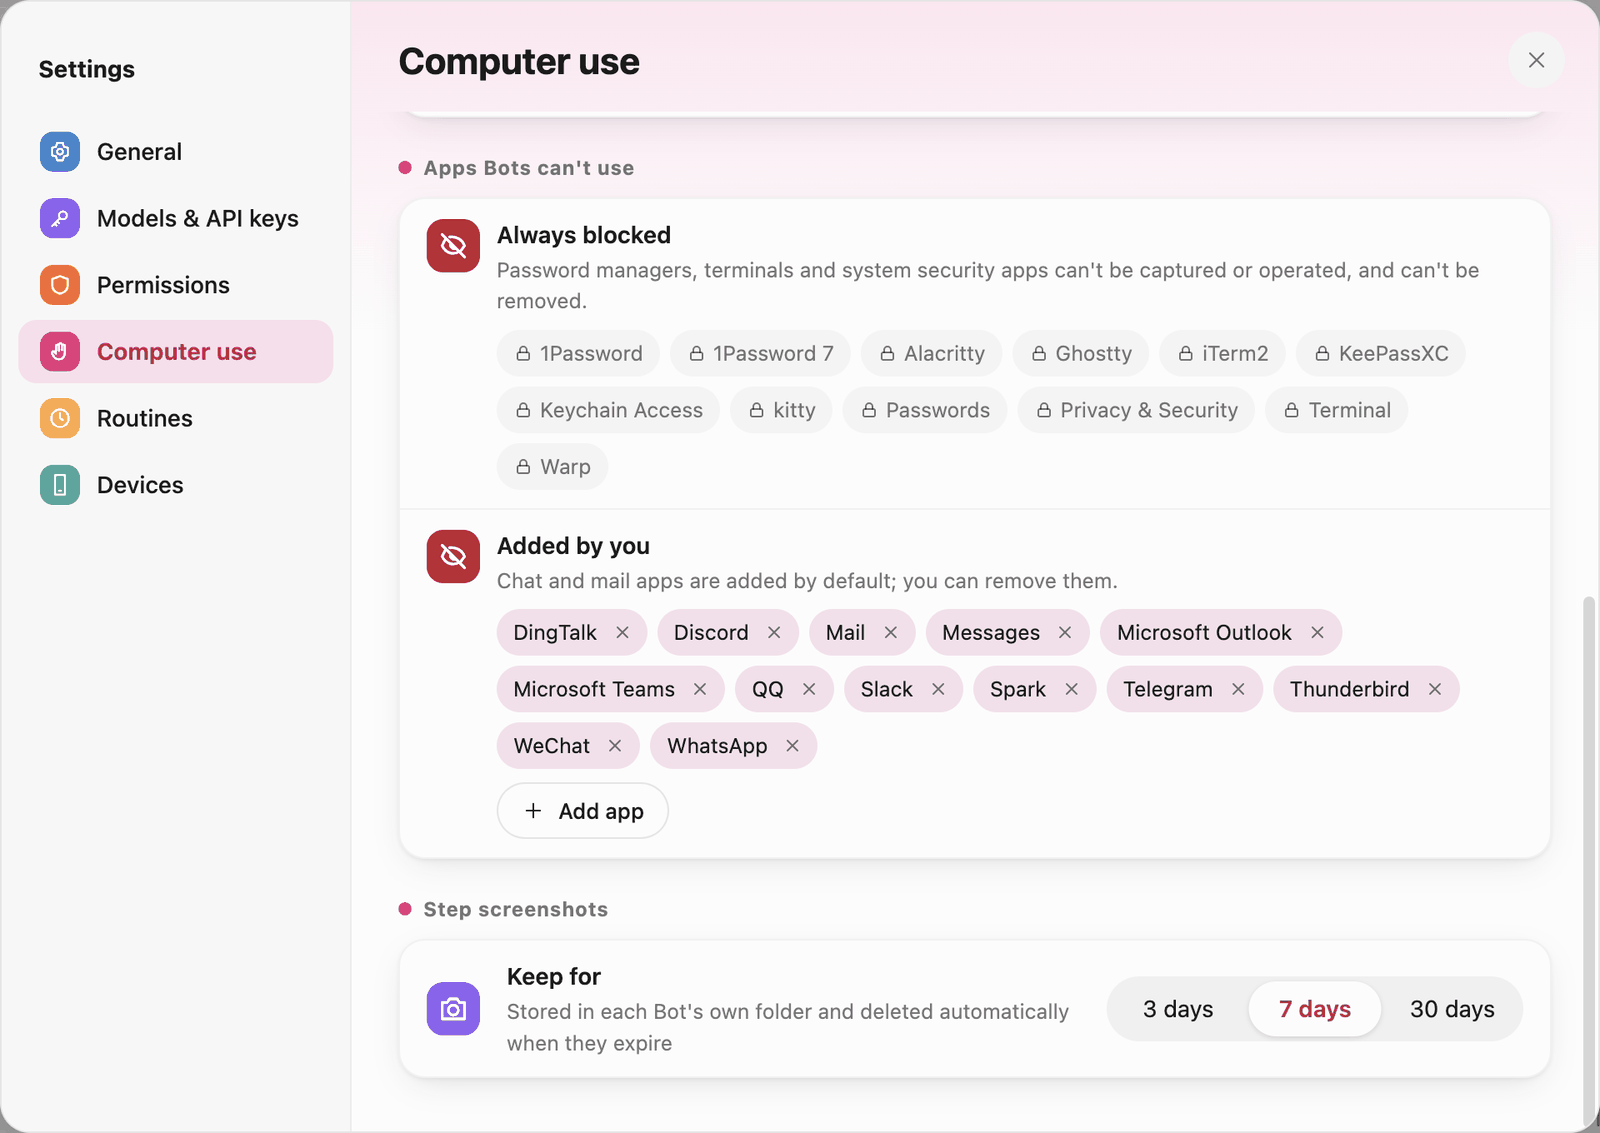 Settings
General
Models & API keys
Permissions
Computer use
Routines
Devices
Computer use
Apps Bots can't use
Always blocked
Password managers, terminals and system security apps can't be captured or operated, and can't be
removed.
1Password 1Password 7 Alacritty Ghostty iTerm2 KeePassXC
Keychain Access kitty Passwords Privacy & Security Terminal
Warp
Added by you
Chat and mail apps are added by default; you can remove them.
DingTalk Discord Mail Messages Microsoft Outlook
Microsoft Teams QQ Slack Spark Telegram Thunderbird
WeChat WhatsApp
Add app
Step screenshots
Keep for
Stored in each Bot's own folder and deleted automatically
when they expire
3 days 7 days 30 days